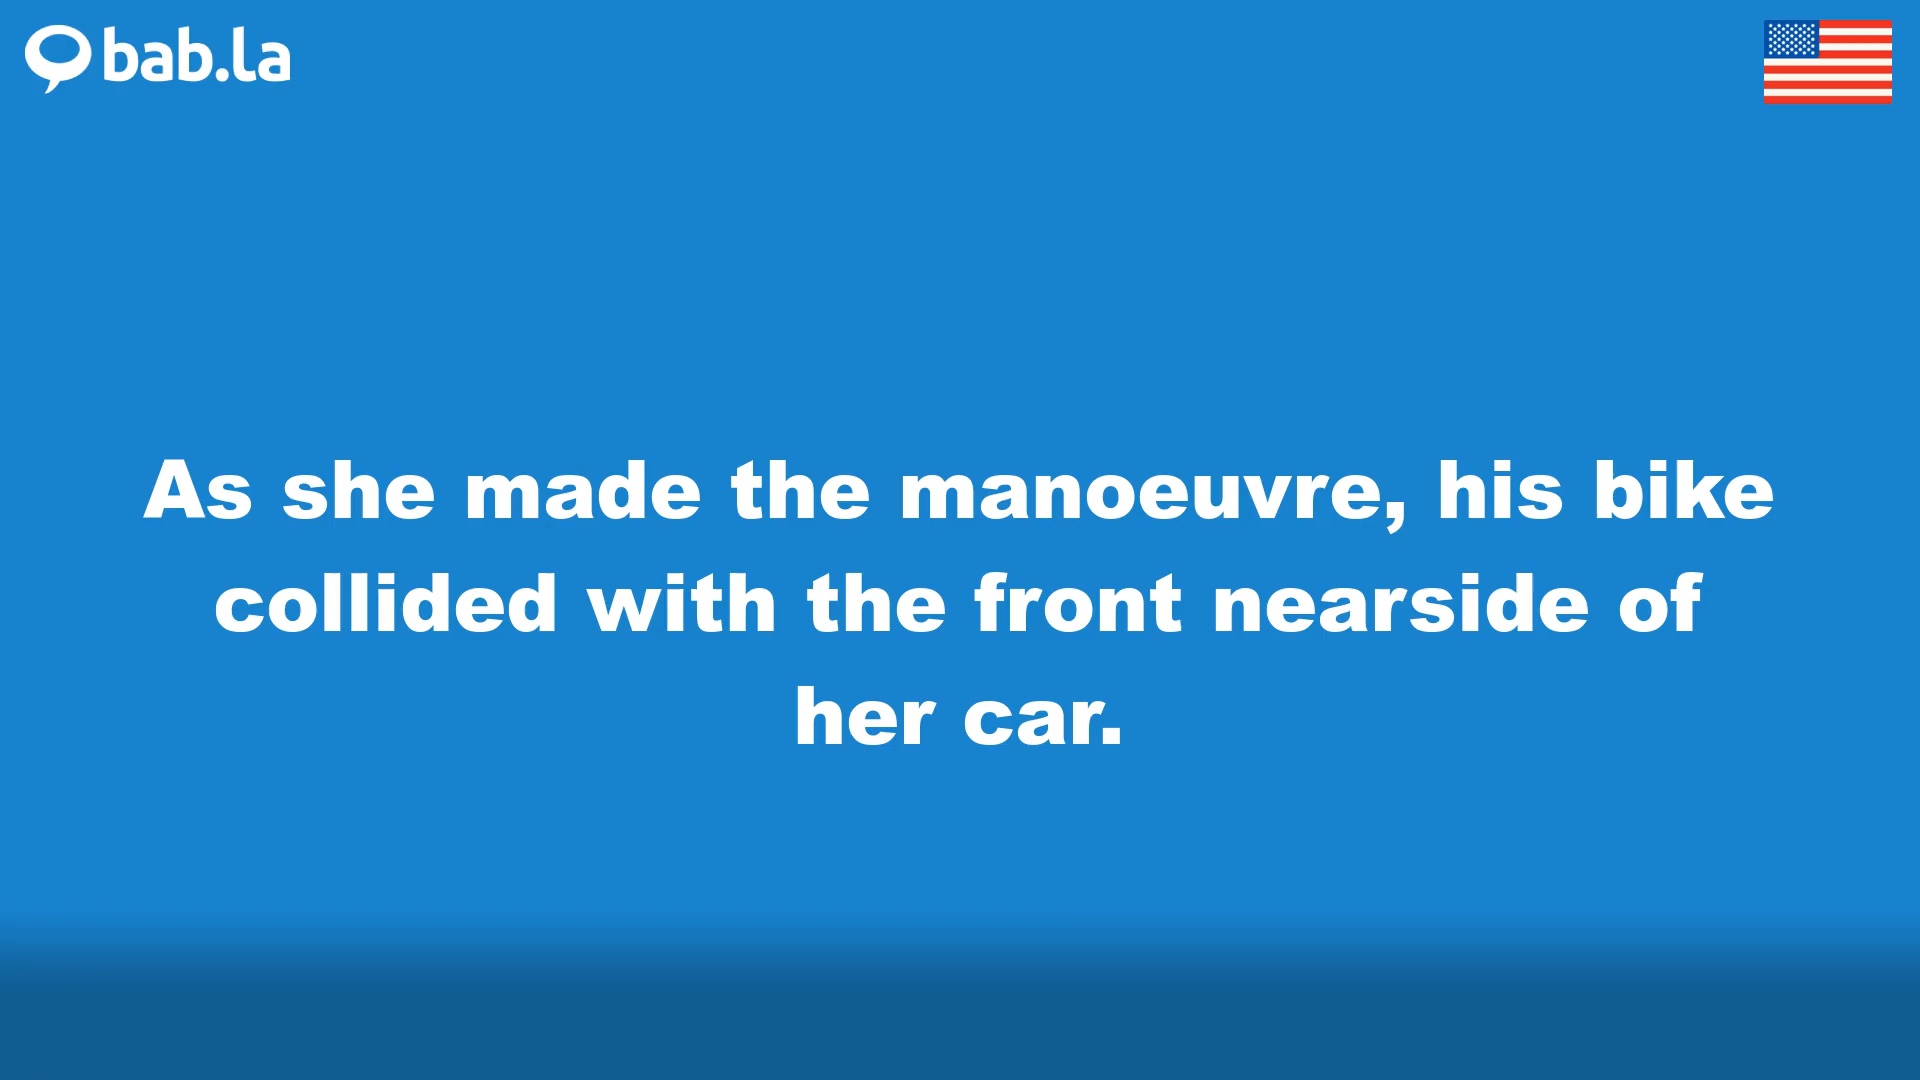 bab.la
As she made the manoeuvre, his bike
collided with the front nearside of
her car.